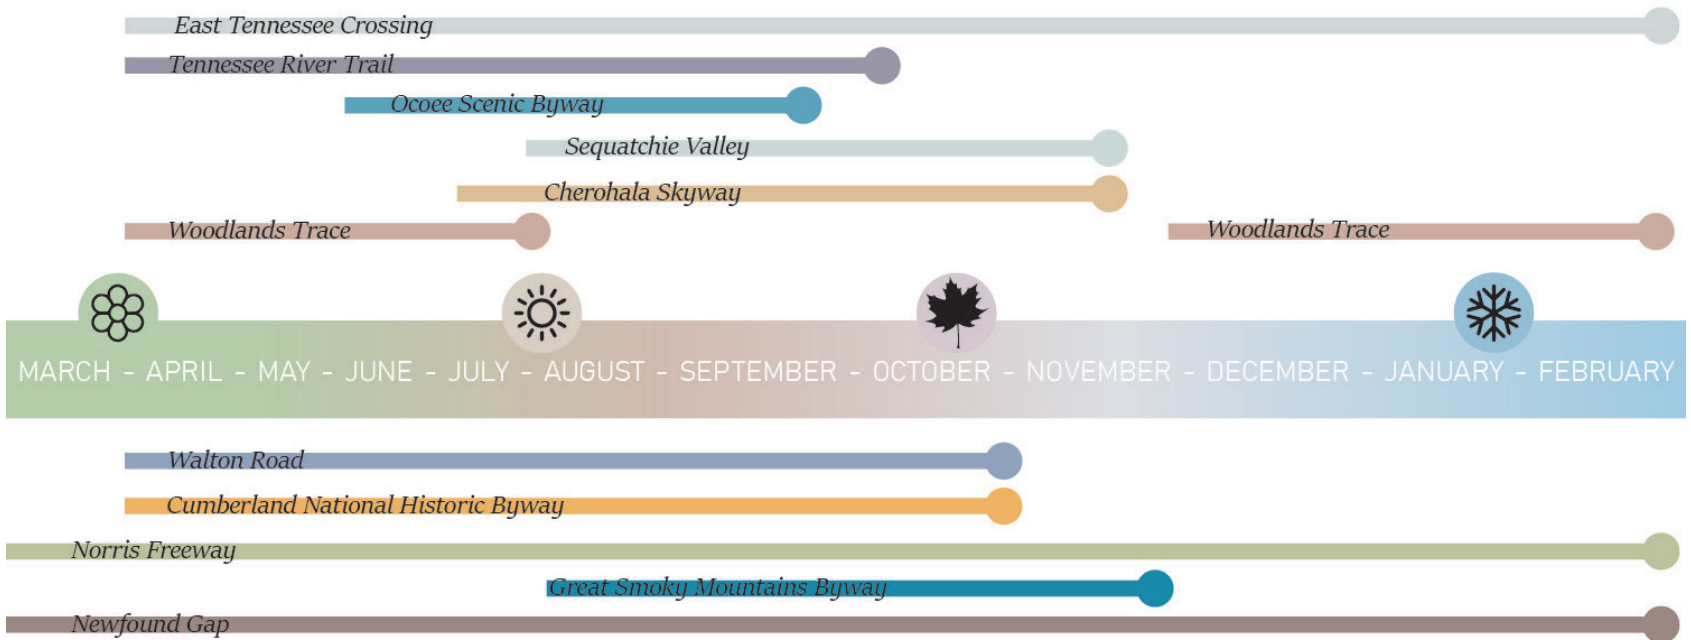 East Tennessee Crossing
Tennessee River Trail
Ocoee Scenic Byway
Sequatchie Valley
Cherohala Skyway
Woodlands Trace
Woodlands Trace
MARCH - APRIL - MAY - JUNE - JULY - AUGUST - SEPTEMBER - OCTOBER - NOVEMBER - DECEMBER - JANUARY - FEBRUARY
Walton Road
Cumberland National Historic Byway
Norris Freeway
Great Smoky Mountains Byway
Newfound Gap